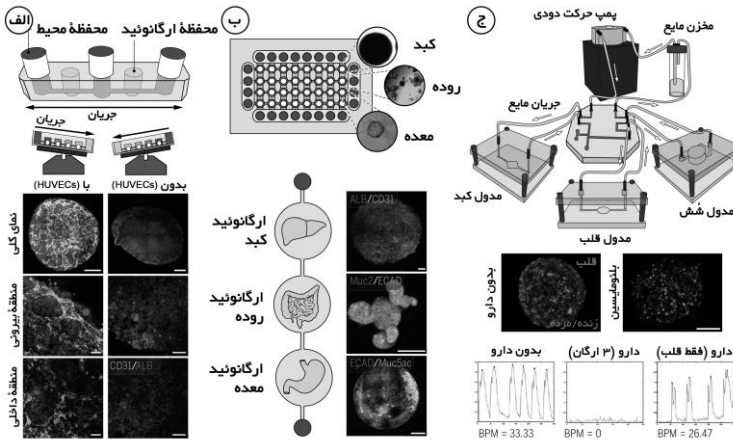 الف
محفظهٔ محیط
محفظهٔ ارگانوئید
جریان
جریان
با (HUVECs)
بدون (HUVECs)
نمای کلی
منطقهٔ بیرونی
منطقهٔ داخلی
CD31/ALB
ب
کبد
روده
معده
ارگانوئید
کبد
ارگانوئید
روده
ارگانوئید
معده
ALB/CD31
Muc2/ECAD
ECAD/Muc5ac
ج
پمپ حرکت دودی
مخزن مایع
جریان مایع
مدول کبد
مدول قلب
مدول شُش
بدون دارو
قلب
زنده/مرده
بلئومایسین
بدون دارو
دارو (۳ ارگان)
دارو (فقط قلب)
BPM = 33.33
BPM = 0
BPM = 26.47